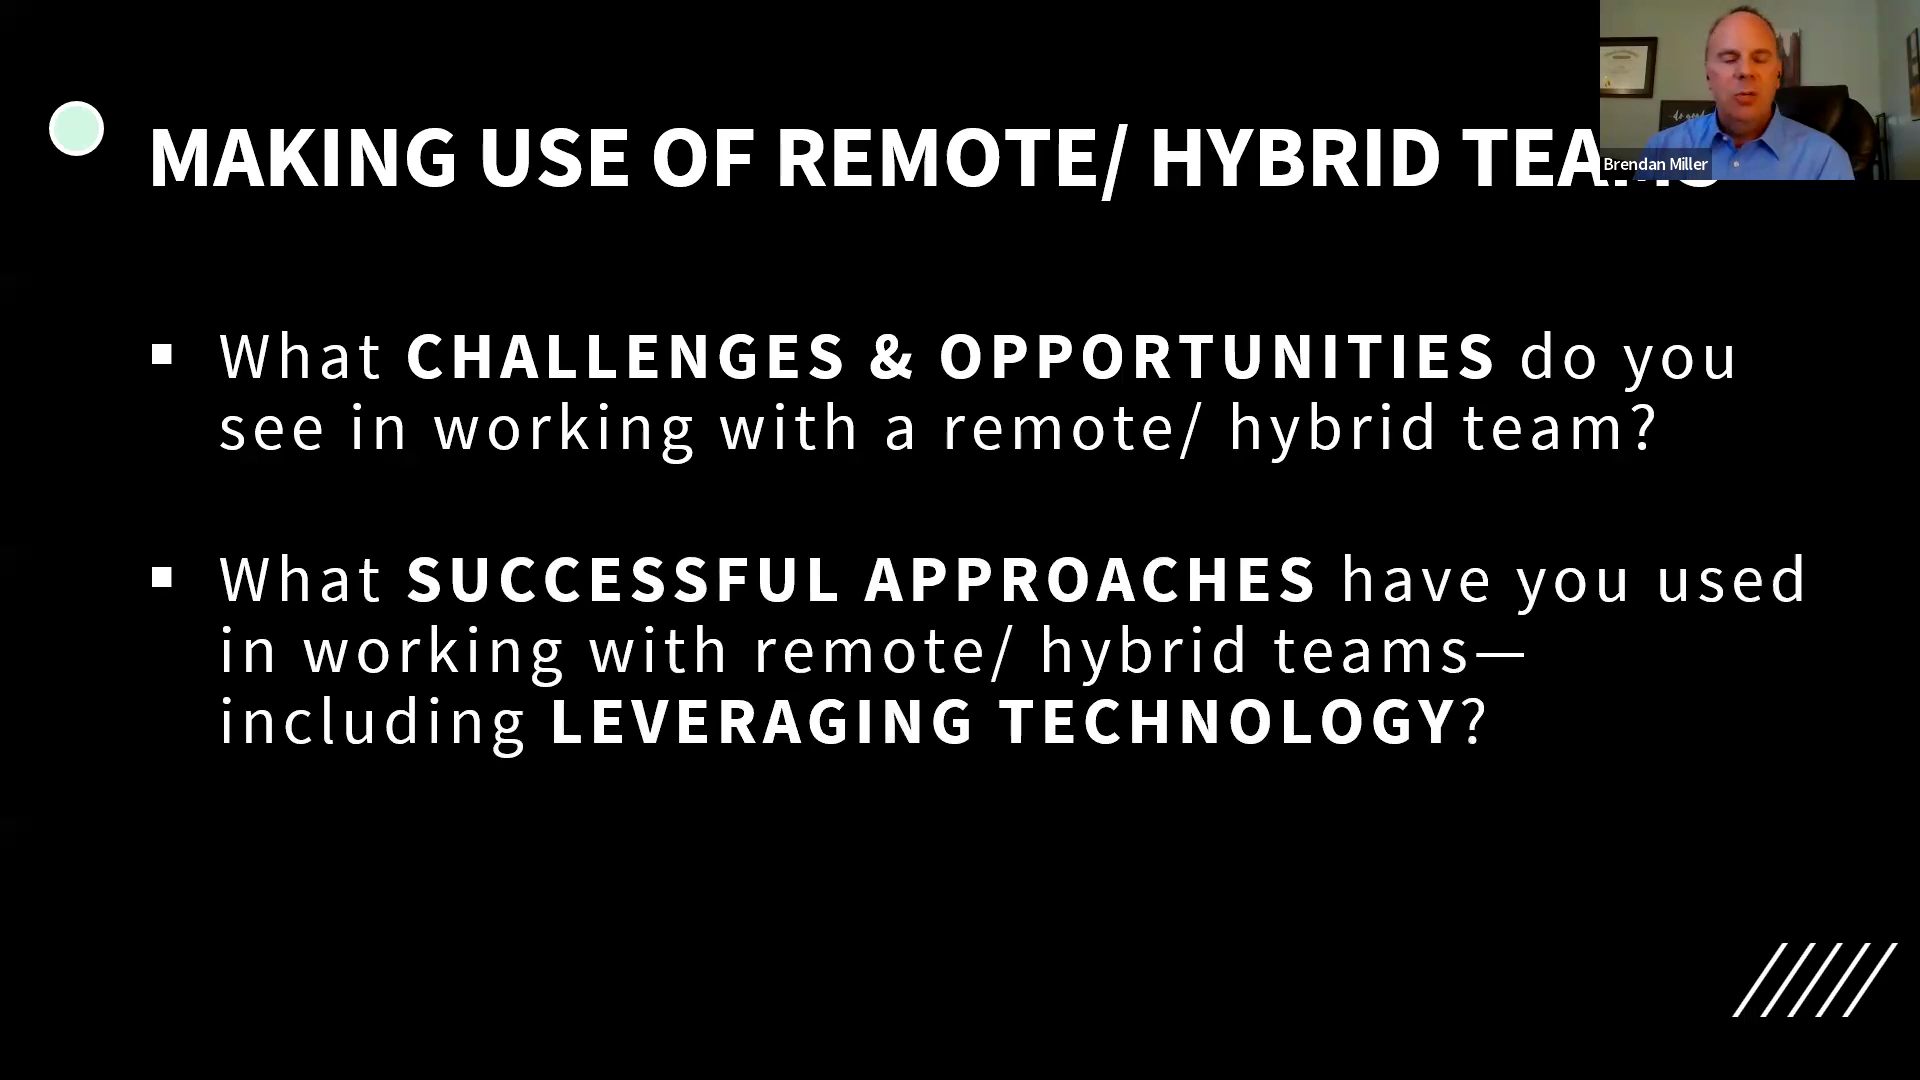 MAKING USE OF REMOTE/ HYBRID
Brendan Miller
▪ What CHALLENGES & OPPORTUNITIES do you
see in working with a remote/ hybrid team?
▪ What SUCCESSFUL APPROACHES have you used
in working with remote/ hybrid teams—
including LEVERAGING TECHNOLOGY?